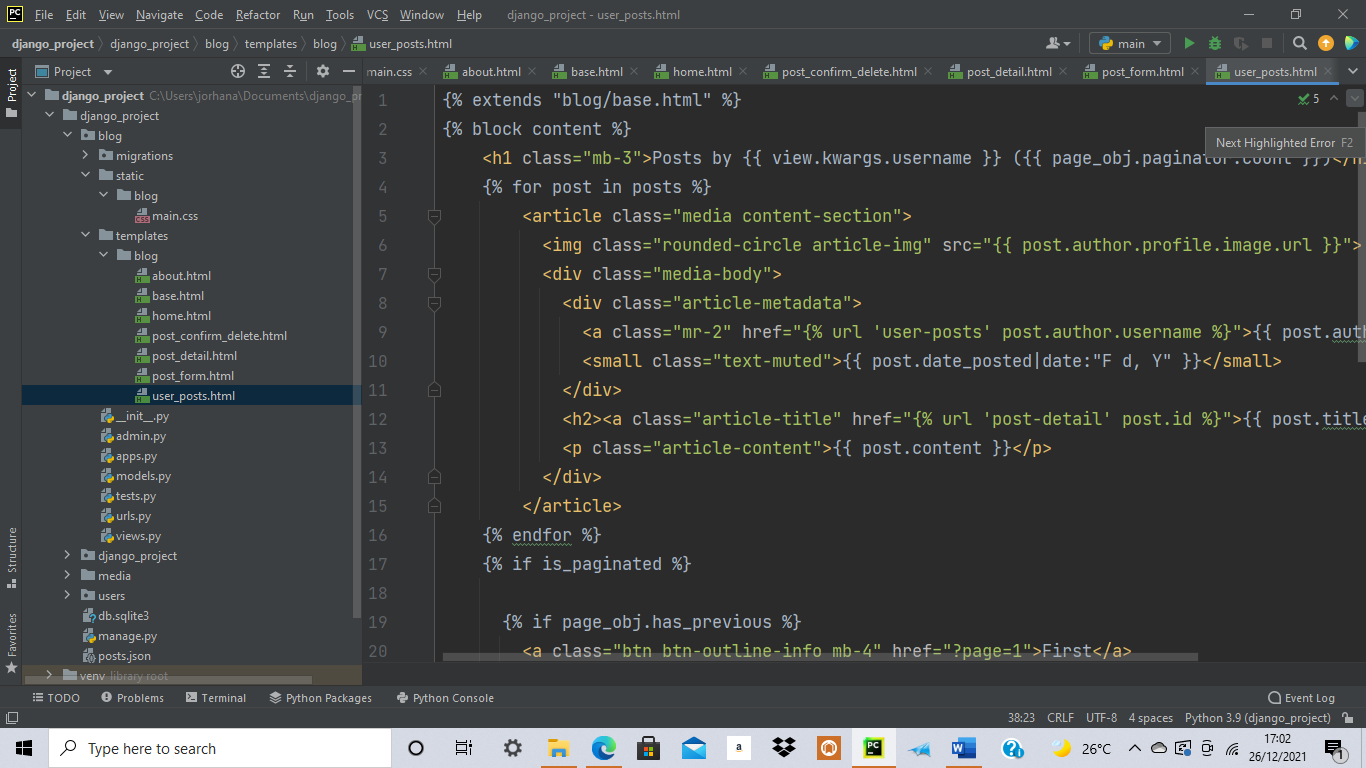 File Edit View Navigate Code Refactor Run Tools VCS Window Help django_project - user_posts.html
django_project django_project blog templates blog user_posts.html main
Project
main.css about.html base.html home.html post_confirm_delete.html post_detail.html post_form.html user_posts.html
Project
django_project C:\Users\jorhana\Documents\django_pr
django_project
blog
migrations
static
blog
main.css
templates
blog
about.html
base.html
home.html
post_confirm_delete.html
post_detail.html
post_form.html
user_posts.html
__init__.py
admin.py
apps.py
models.py
tests.py
urls.py
views.py
django_project
media
users
db.sqlite3
manage.py
posts.json
venv library root
Structure
Favorites
5
Next Highlighted Error F2
1 {% extends "blog/base.html" %}
2 {% block content %}
3 <h1 class="mb-3">Posts by {{ view.kwargs.username }} ({{ page_obj.paginator.count }})</h1
4 {% for post in posts %}
5 <article class="media content-section">
6 <img class="rounded-circle article-img" src="{{ post.author.profile.image.url }}">
7 <div class="media-body">
8 <div class="article-metadata">
9 <a class="mr-2" href="{% url 'user-posts' post.author.username %}">{{ post.auth
10 <small class="text-muted">{{ post.date_posted|date:"F d, Y" }}</small>
11 </div>
12 <h2><a class="article-title" href="{% url 'post-detail' post.id %}">{{ post.title
13 <p class="article-content">{{ post.content }}</p>
14 </div>
15 </article>
16 {% endfor %}
17 {% if is_paginated %}
18
19 {% if page_obj.has_previous %}
20 <a class="btn btn-outline-info mb-4" href="?page=1">First</a>
TODO Problems Terminal Python Packages Python Console Event Log
38:23 CRLF UTF-8 4 spaces Python 3.9 (django_project)
Type here to search
a
26°C
17:02
26/12/2021
1